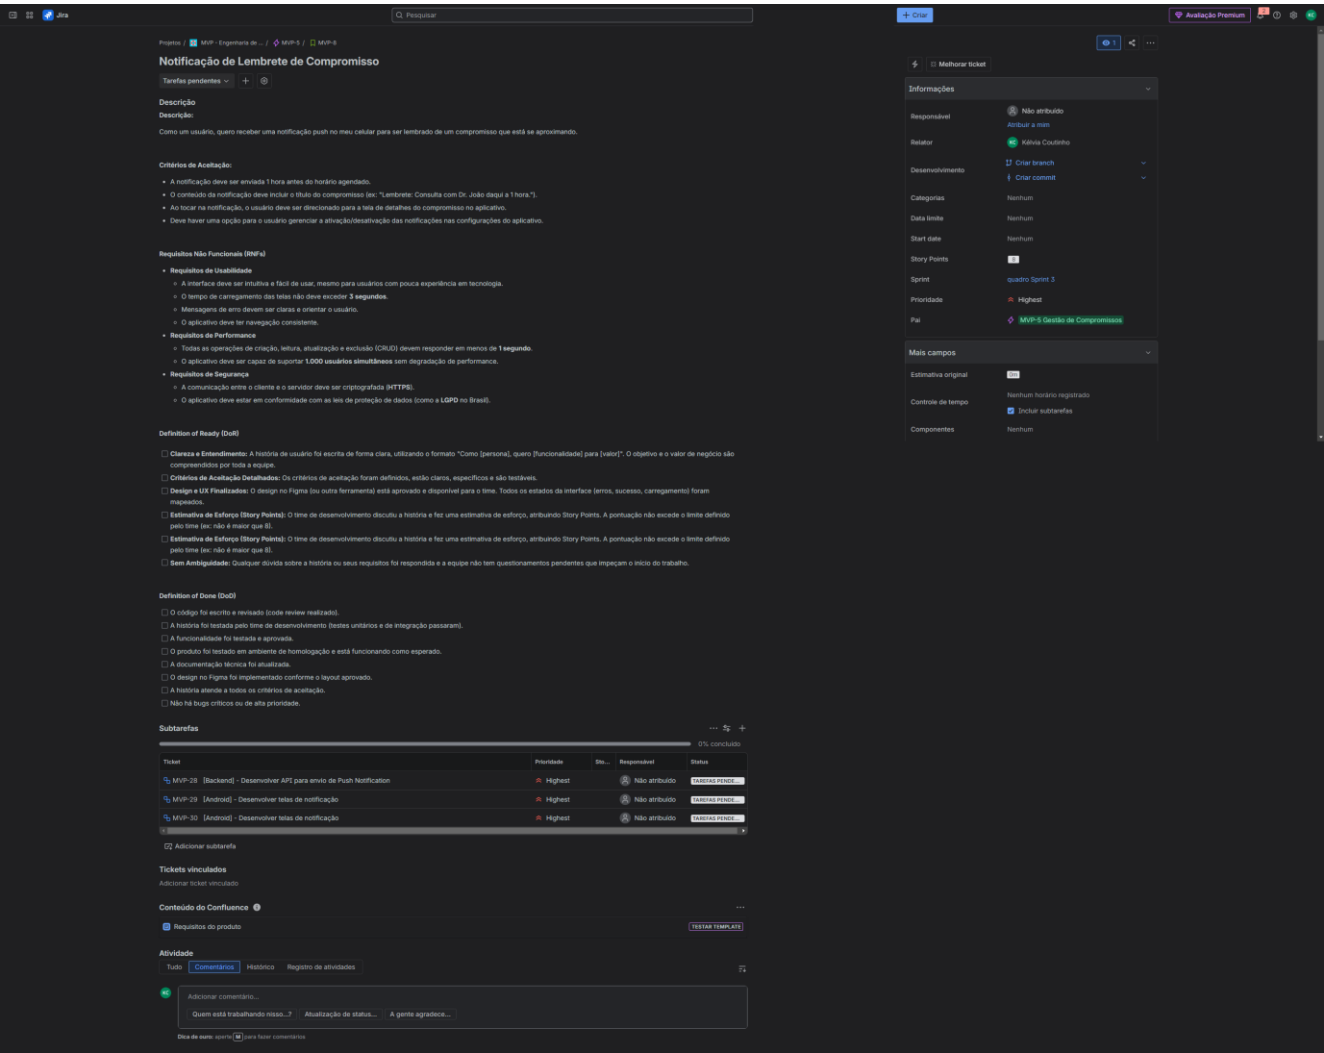 Jira
Pesquisar
+ Criar
Avaliação Premium
Projetos / MVP - Engenharia de ... / MVP-5 / MVP-6
1
Notificação de Lembrete de Compromisso
Tarefas pendentes
Descrição
Descrição:
Como um usuário, quero receber uma notificação push no meu celular para ser lembrado de um compromisso que está se aproximando.
Critérios de Aceitação:
• A notificação deve ser enviada 1 hora antes do horário agendado.
• O conteúdo da notificação deve incluir o título do compromisso (ex: "Lembrete: Consulta com Dr. João daqui a 1 hora.").
• Ao tocar na notificação, o usuário deve ser direcionado para a tela de detalhes do compromisso no aplicativo.
• Deve haver uma opção para o usuário gerenciar a ativação/desativação das notificações nas configurações do aplicativo.
Requisitos Não Funcionais (RNFs)
• Requisitos de Usabilidade
○ A interface deve ser intuitiva e fácil de usar, mesmo para usuários com pouca experiência em tecnologia.
○ O tempo de carregamento das telas não deve exceder 3 segundos.
○ Mensagens de erro devem ser claras e orientar o usuário.
○ O aplicativo deve ter navegação consistente.
• Requisitos de Performance
○ Todas as operações de criação, leitura, atualização e exclusão (CRUD) devem responder em menos de 1 segundo.
○ O aplicativo deve ser capaz de suportar 1.000 usuários simultâneos sem degradação de performance.
• Requisitos de Segurança
○ A comunicação entre o cliente e o servidor deve ser criptografada (HTTPS).
○ O aplicativo deve estar em conformidade com as leis de proteção de dados (como a LGPD no Brasil).
Definition of Ready (DoR)
Clareza e Entendimento: A história de usuário foi escrita de forma clara, utilizando o formato "Como [persona], quero [funcionalidade] para [valor]". O objetivo e o valor de negócio são
compreendidos por toda a equipe.
Critérios de Aceitação Detalhados: Os critérios de aceitação foram definidos, estão claros, específicos e são testáveis.
Design e UX Finalizados: O design no Figma (ou outra ferramenta) está aprovado e disponível para o time. Todos os estados da interface (erros, sucesso, carregamento) foram
mapeados.
Estimativa de Esforço (Story Points): O time de desenvolvimento discutiu a história e fez uma estimativa de esforço, atribuindo Story Points. A pontuação não excede o limite definido
pelo time (ex: não é maior que 8).
Estimativa de Esforço (Story Points): O time de desenvolvimento discutiu a história e fez uma estimativa de esforço, atribuindo Story Points. A pontuação não excede o limite definido
pelo time (ex: não é maior que 8).
Sem Ambiguidade: Qualquer dúvida sobre a história ou seus requisitos foi respondida e a equipe não tem questionamentos pendentes que impeçam o início do trabalho.
Definition of Done (DoD)
O código foi escrito e revisado (code review realizado).
A história foi testada pelo time de desenvolvimento (testes unitários e de integração passaram).
A funcionalidade foi testada e aprovada.
O produto foi testado em ambiente de homologação e está funcionando como esperado.
A documentação técnica foi atualizada.
O design no Figma foi implementado conforme o layout aprovado.
A história atende a todos os critérios de aceitação.
Não há bugs críticos ou de alta prioridade.
Subtarefas
0% concluído
Ticket Prioridade Sto... Responsável Status
MVP-28 [Backend] - Desenvolver API para envio de Push Notification Highest Não atribuído TAREFAS PENDE...
MVP-29 [Android] - Desenvolver telas de notificação Highest Não atribuído TAREFAS PENDE...
MVP-30 [Android] - Desenvolver telas de notificação Highest Não atribuído TAREFAS PENDE...
Adicionar subtarefa
Tickets vinculados
Adicionar ticket vinculado
Conteúdo do Confluence
Requisitos do produto TESTAR TEMPLATE
Atividade
Tudo Comentários Histórico Registro de atividades
KC
Adicionar comentário...
Quem está trabalhando nisso...? Atualização de status... A gente agradece...
Dica de ouro: aperte M para fazer comentários
Melhorar ticket
Informações
Responsável Não atribuído
Atribuir a mim
Relator KC Kélvia Coutinho
Desenvolvimento Criar branch
Criar commit
Categorias Nenhum
Data limite Nenhum
Start date Nenhum
Story Points
Sprint quadro Sprint 3
Prioridade Highest
Pai MVP-5 Gestão de Compromissos
Mais campos
Estimativa original 0m
Controle de tempo Nenhum horário registrado
Incluir subtarefas
Componentes Nenhum